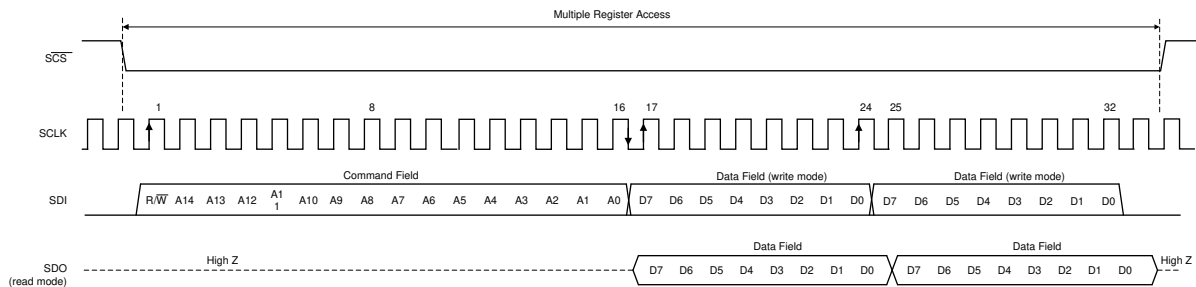 Multiple Register Access
SCS
1 8 16 17 24 25 32
SCLK
Command Field Data Field (write mode) Data Field (write mode)
SDI R/W A14 A13 A12 A1 1 A10 A9 A8 A7 A6 A5 A4 A3 A2 A1 A0 D7 D6 D5 D4 D3 D2 D1 D0 D7 D6 D5 D4 D3 D2 D1 D0
Data Field Data Field
High Z High Z
SDO D7 D6 D5 D4 D3 D2 D1 D0 D7 D6 D5 D4 D3 D2 D1 D0
(read mode)